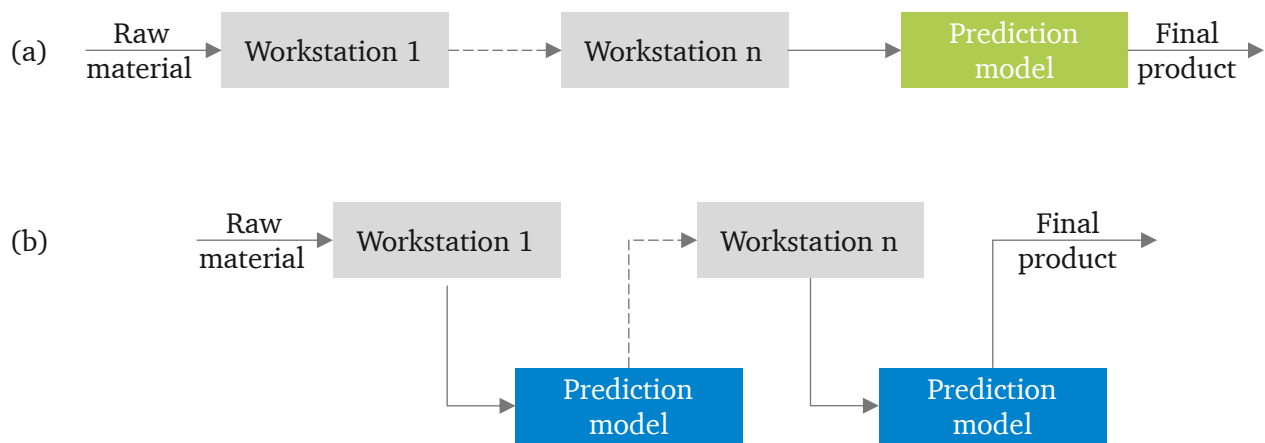 (a)
Raw
material
Workstation 1
Workstation n
Prediction
model
Final
product
(b)
Raw
material
Workstation 1
Workstation n
Final
product
Prediction
model
Prediction
model